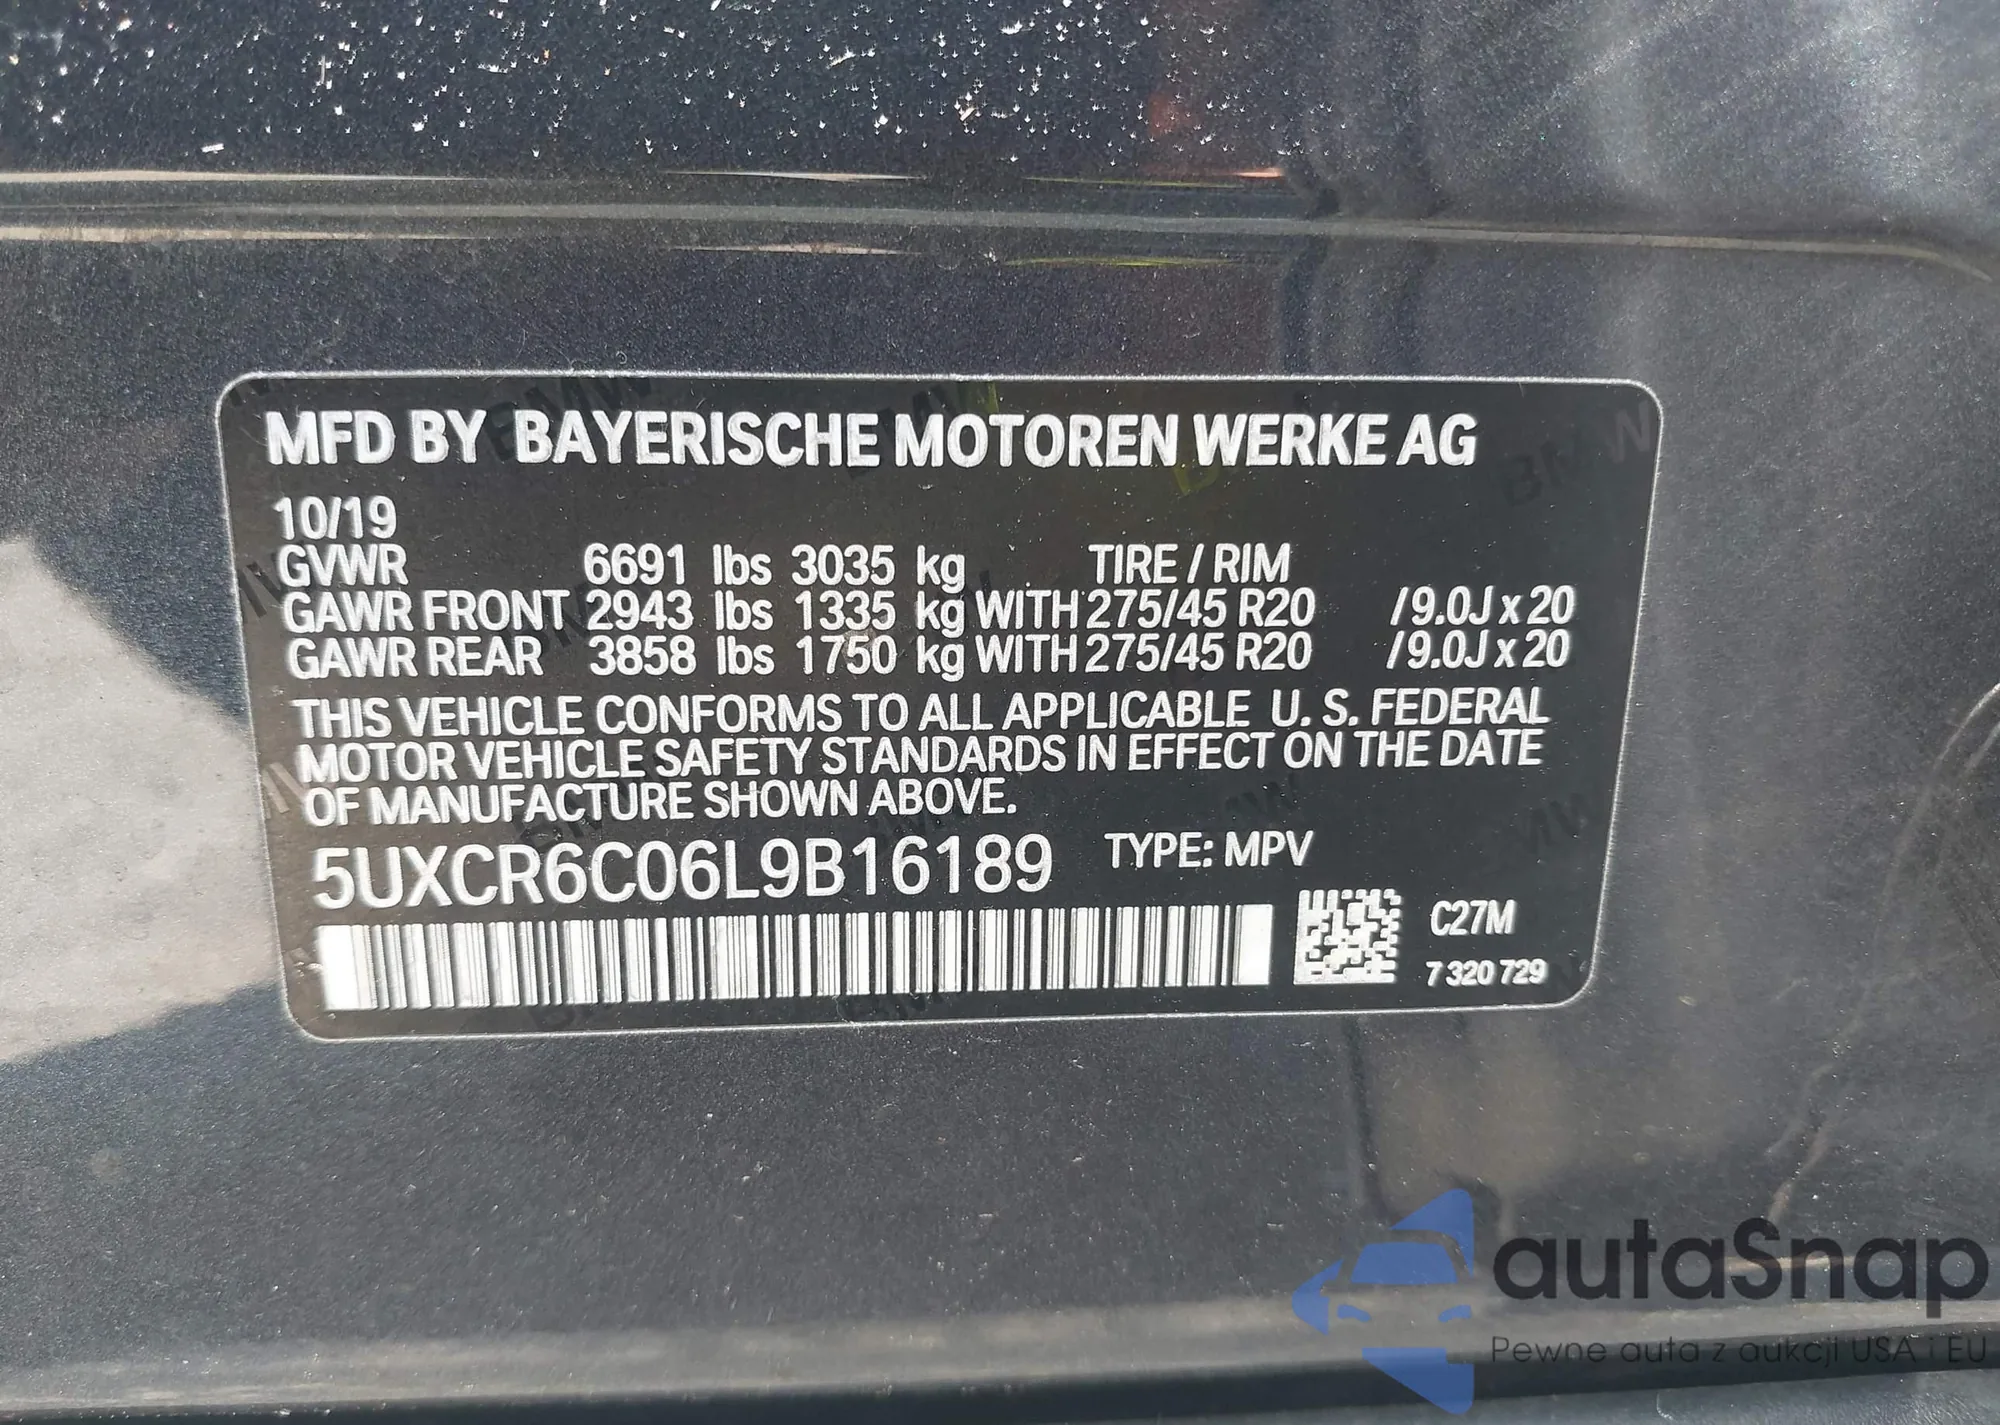 MFD BY BAYERISCHE MOTOREN WERKE AG
10/19
GVWR 6691 lbs 3035 kg TIRE / RIM
GAWR FRONT 2943 lbs 1335 kg WITH 275/45 R20 /9.0J x 20
GAWR REAR 3858 lbs 1750 kg WITH 275/45 R20 /9.0J x 20
THIS VEHICLE CONFORMS TO ALL APPLICABLE U. S. FEDERAL
MOTOR VEHICLE SAFETY STANDARDS IN EFFECT ON THE DATE
OF MANUFACTURE SHOWN ABOVE.
5UXCR6C06L9B16189 TYPE: MPV
C27M
7 320 729
autaSnap
Pewne auta z aukcji USA i EU